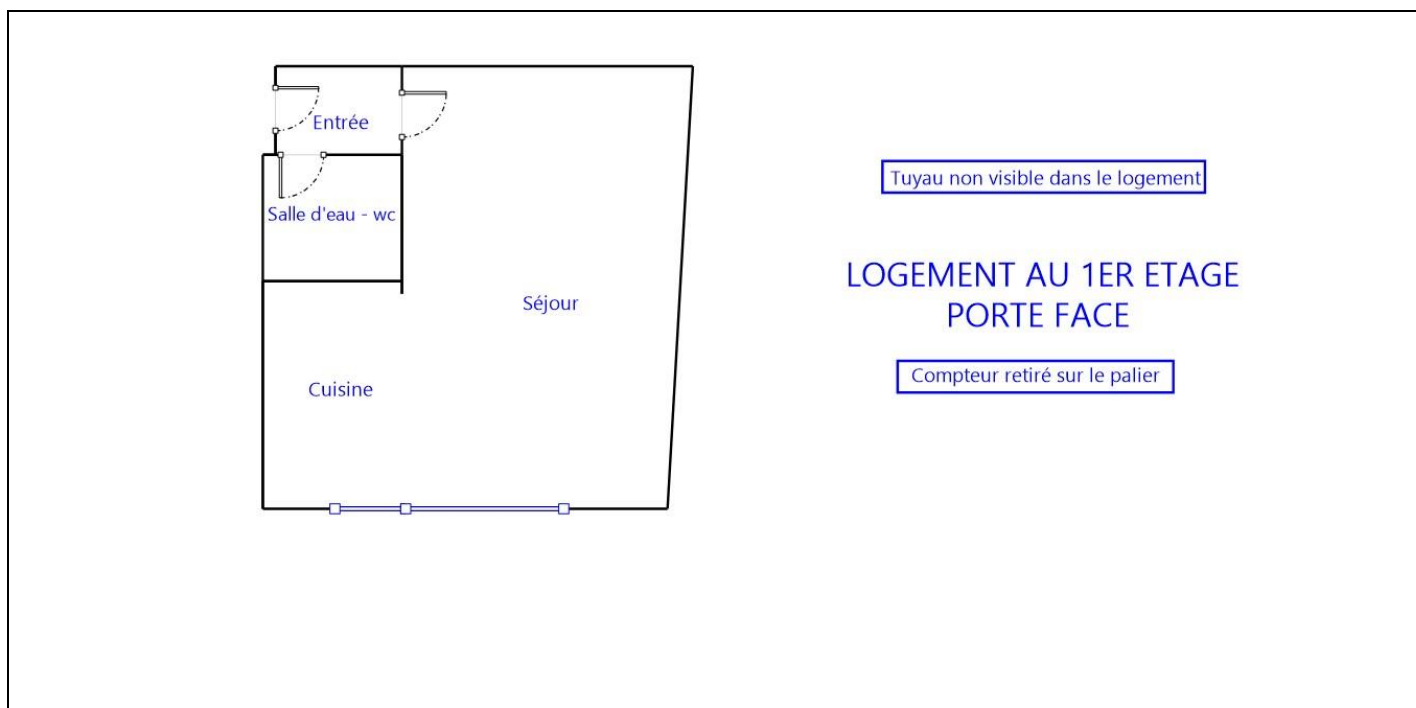 Entrée
Salle d'eau - wc
Séjour
Cuisine
Tuyau non visible dans le logement
LOGEMENT AU 1ER ETAGE
PORTE FACE
Compteur retiré sur le palier